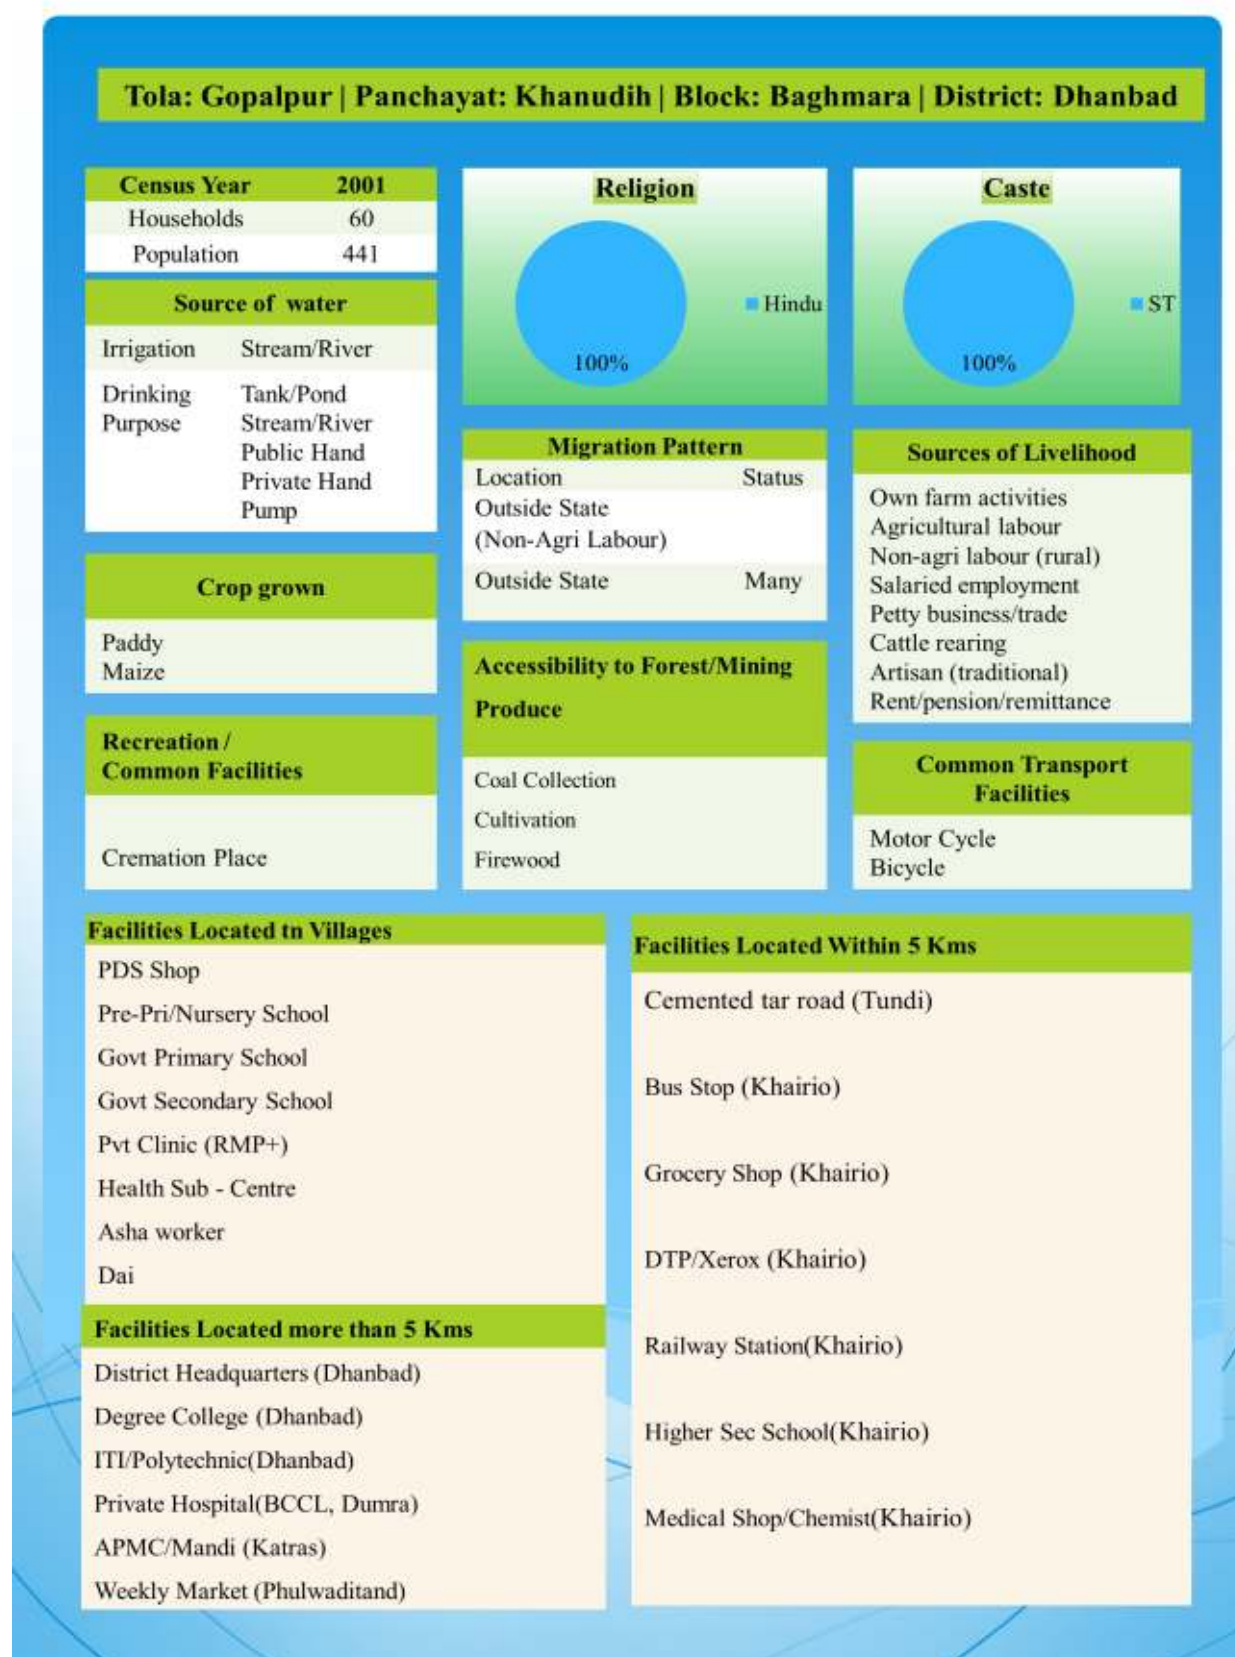 Tola: Gopalpur | Panchayat: Khanudih | Block: Baghmara | District: Dhanbad
Census Year 2001
Households 60
Population 441
Source of water
Irrigation Stream/River
Drinking Tank/Pond
Purpose Stream/River
Public Hand
Private Hand
Pump
Crop grown
Paddy
Maize
Recreation /
Common Facilities
Cremation Place
Religion
Hindu
100%
Migration Pattern
Location Status
Outside State
(Non-Agri Labour)
Outside State Many
Accessibility to Forest/Mining
Produce
Coal Collection
Cultivation
Firewood
Caste
ST
100%
Sources of Livelihood
Own farm activities
Agricultural labour
Non-agri labour (rural)
Salaried employment
Petty business/trade
Cattle rearing
Artisan (traditional)
Rent/pension/remittance
Common Transport
Facilities
Motor Cycle
Bicycle
Facilities Located tn Villages
PDS Shop
Pre-Pri/Nursery School
Govt Primary School
Govt Secondary School
Pvt Clinic (RMP+)
Health Sub - Centre
Asha worker
Dai
Facilities Located more than 5 Kms
District Headquarters (Dhanbad)
Degree College (Dhanbad)
ITI/Polytechnic(Dhanbad)
Private Hospital(BCCL, Dumra)
APMC/Mandi (Katras)
Weekly Market (Phulwaditand)
Facilities Located Within 5 Kms
Cemented tar road (Tundi)
Bus Stop (Khairio)
Grocery Shop (Khairio)
DTP/Xerox (Khairio)
Railway Station(Khairio)
Higher Sec School(Khairio)
Medical Shop/Chemist(Khairio)